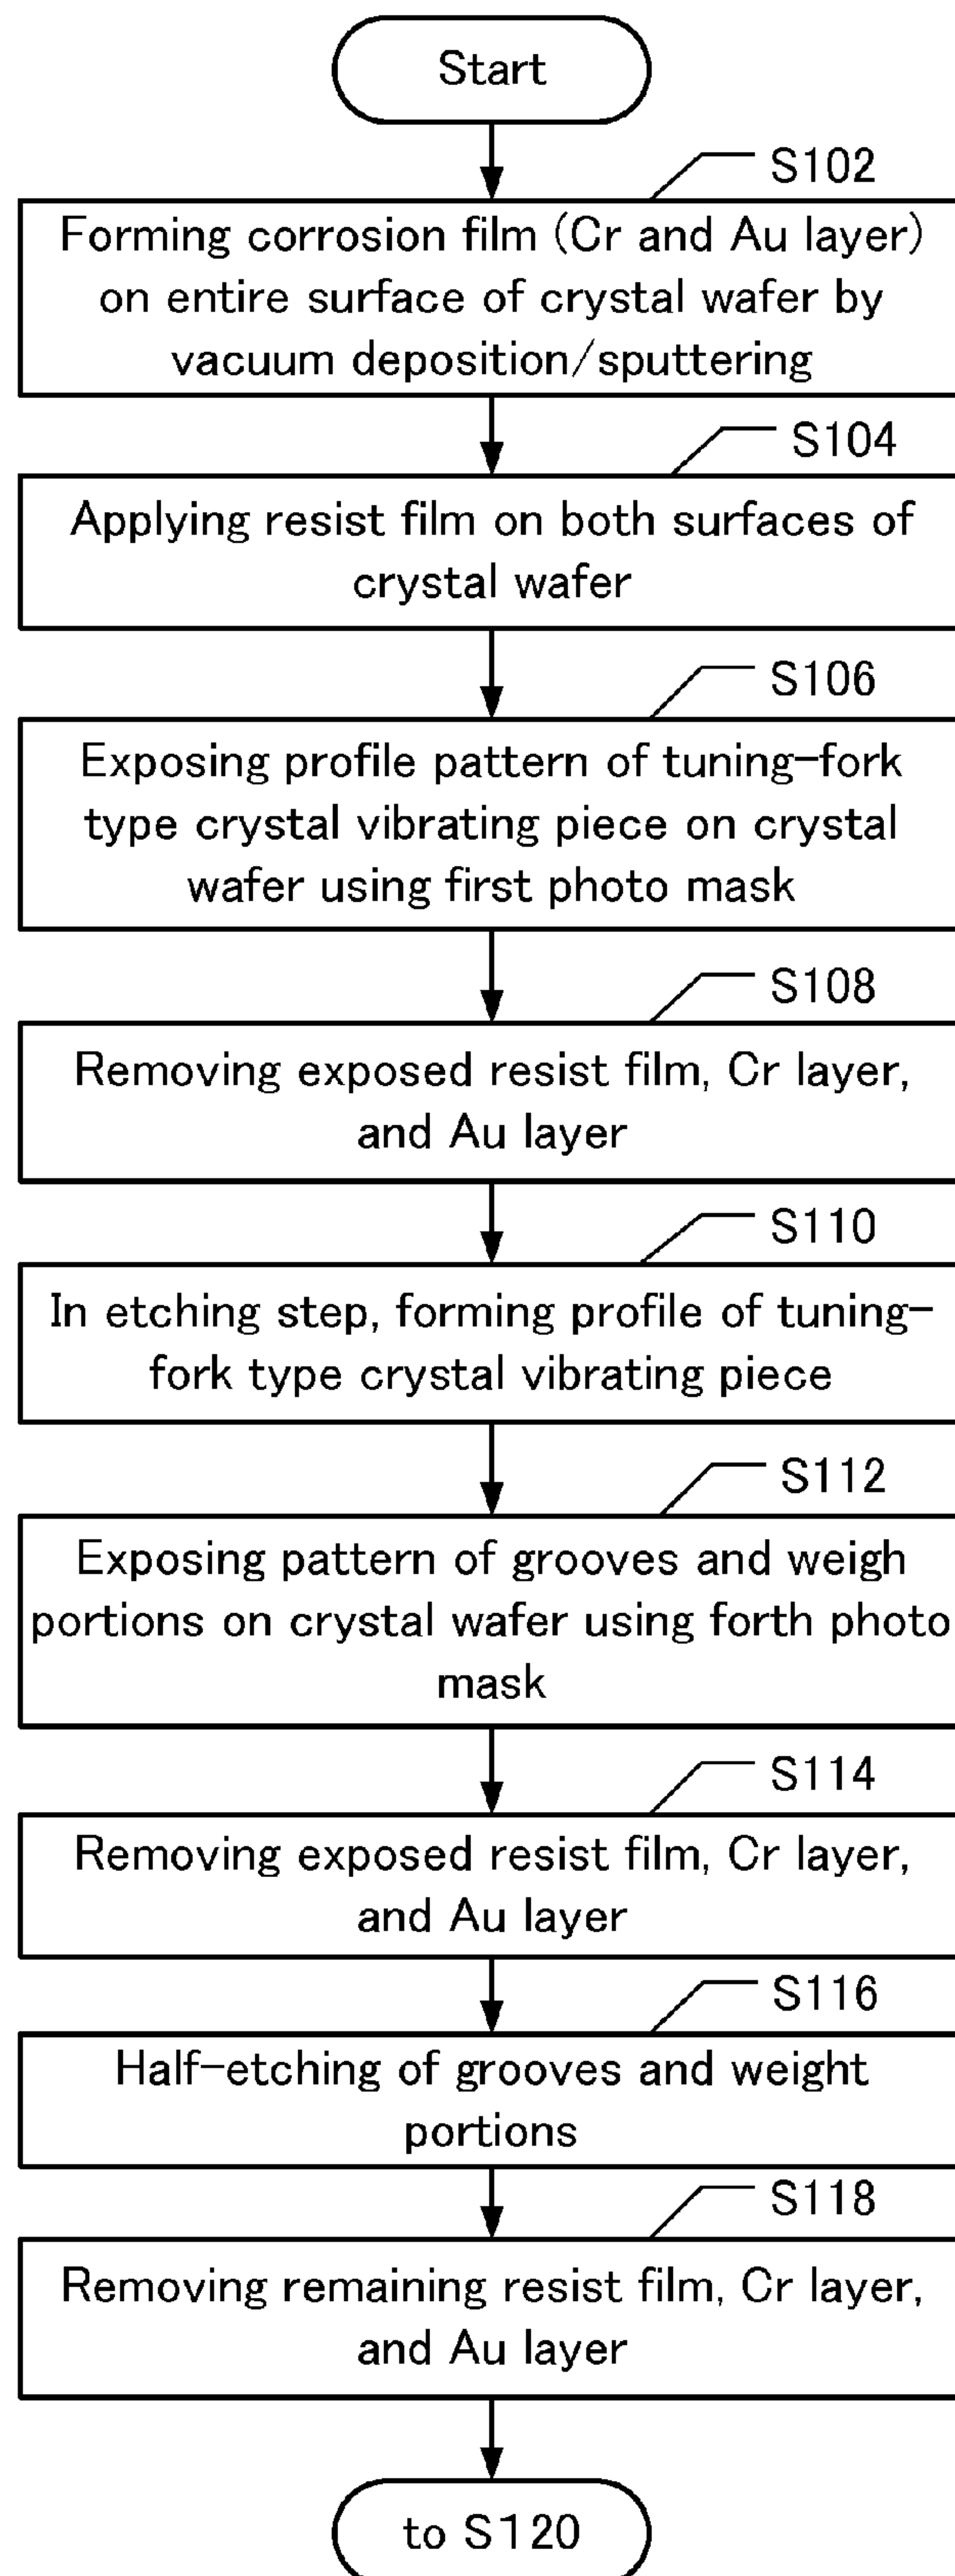 Start
S102
Forming corrosion film (Cr and Au layer)
on entire surface of crystal wafer by
vacuum deposition/sputtering
S104
Applying resist film on both surfaces of
crystal wafer
S106
Exposing profile pattern of tuning-fork
type crystal vibrating piece on crystal
wafer using first photo mask
S108
Removing exposed resist film, Cr layer,
and Au layer
S110
In etching step, forming profile of tuning-
fork type crystal vibrating piece
S112
Exposing pattern of grooves and weigh
portions on crystal wafer using forth photo
mask
S114
Removing exposed resist film, Cr layer,
and Au layer
S116
Half-etching of grooves and weight
portions
S118
Removing remaining resist film, Cr layer,
and Au layer
to S120